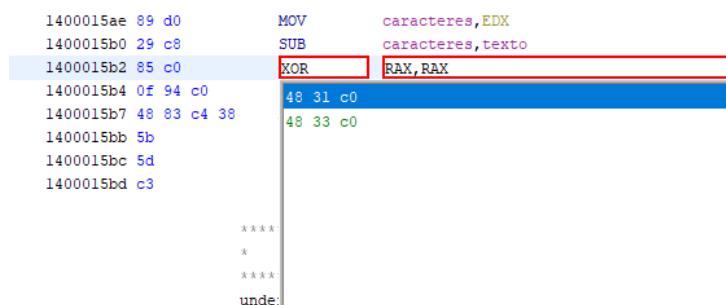 1400015ae 89 d0 MOV caracteres,EDX
1400015b0 29 c8 SUB caracteres,texto
1400015b2 85 c0 XOR RAX,RAX
1400015b4 0f 94 c0 48 31 c0
1400015b7 48 83 c4 38 48 33 c0
1400015bb 5b
1400015bc 5d
1400015bd c3
****
*
****
unde